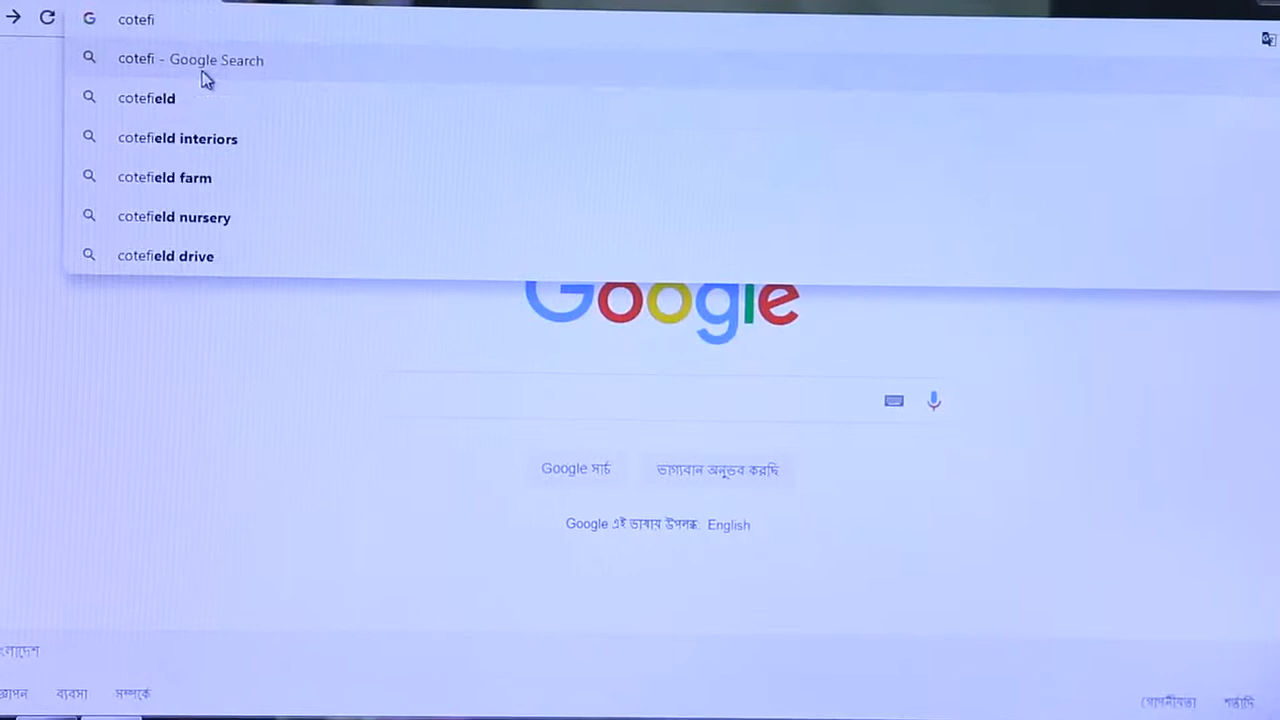 cotefi
cotefi - Google Search
cotefield
cotefield interiors
cotefield farm
cotefield nursery
cotefield drive
Google
Google সার্চ ভাগ্যবান অনুভব করছি
Google এই ভাষায় উপলব্ধ: English
ব্যবসা সম্পর্কে
গোপনীয়তা শর্তাদি